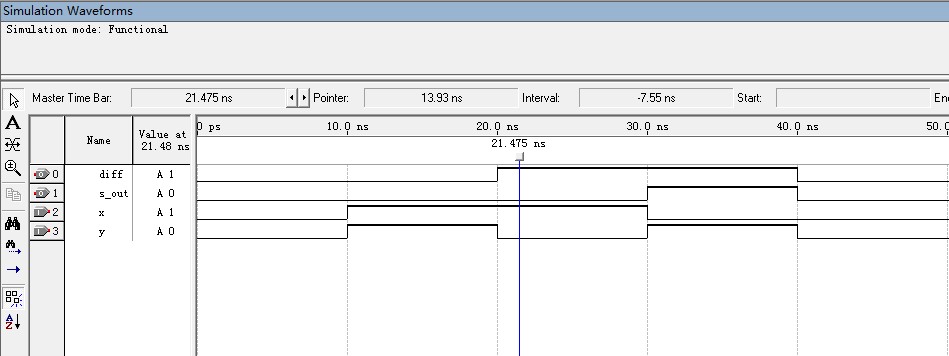 Simulation Waveforms
Simulation mode: Functional
Master Time Bar: 21.475 ns Pointer: 13.93 ns Interval: -7.55 ns Start: En
Name Value at 21.48 ns 0 ps 10.0 ns 20.0 ns 30.0 ns 40.0 ns 50.0
21.475 ns
0 diff A 1
1 s_out A 0
2 x A 1
3 y A 0